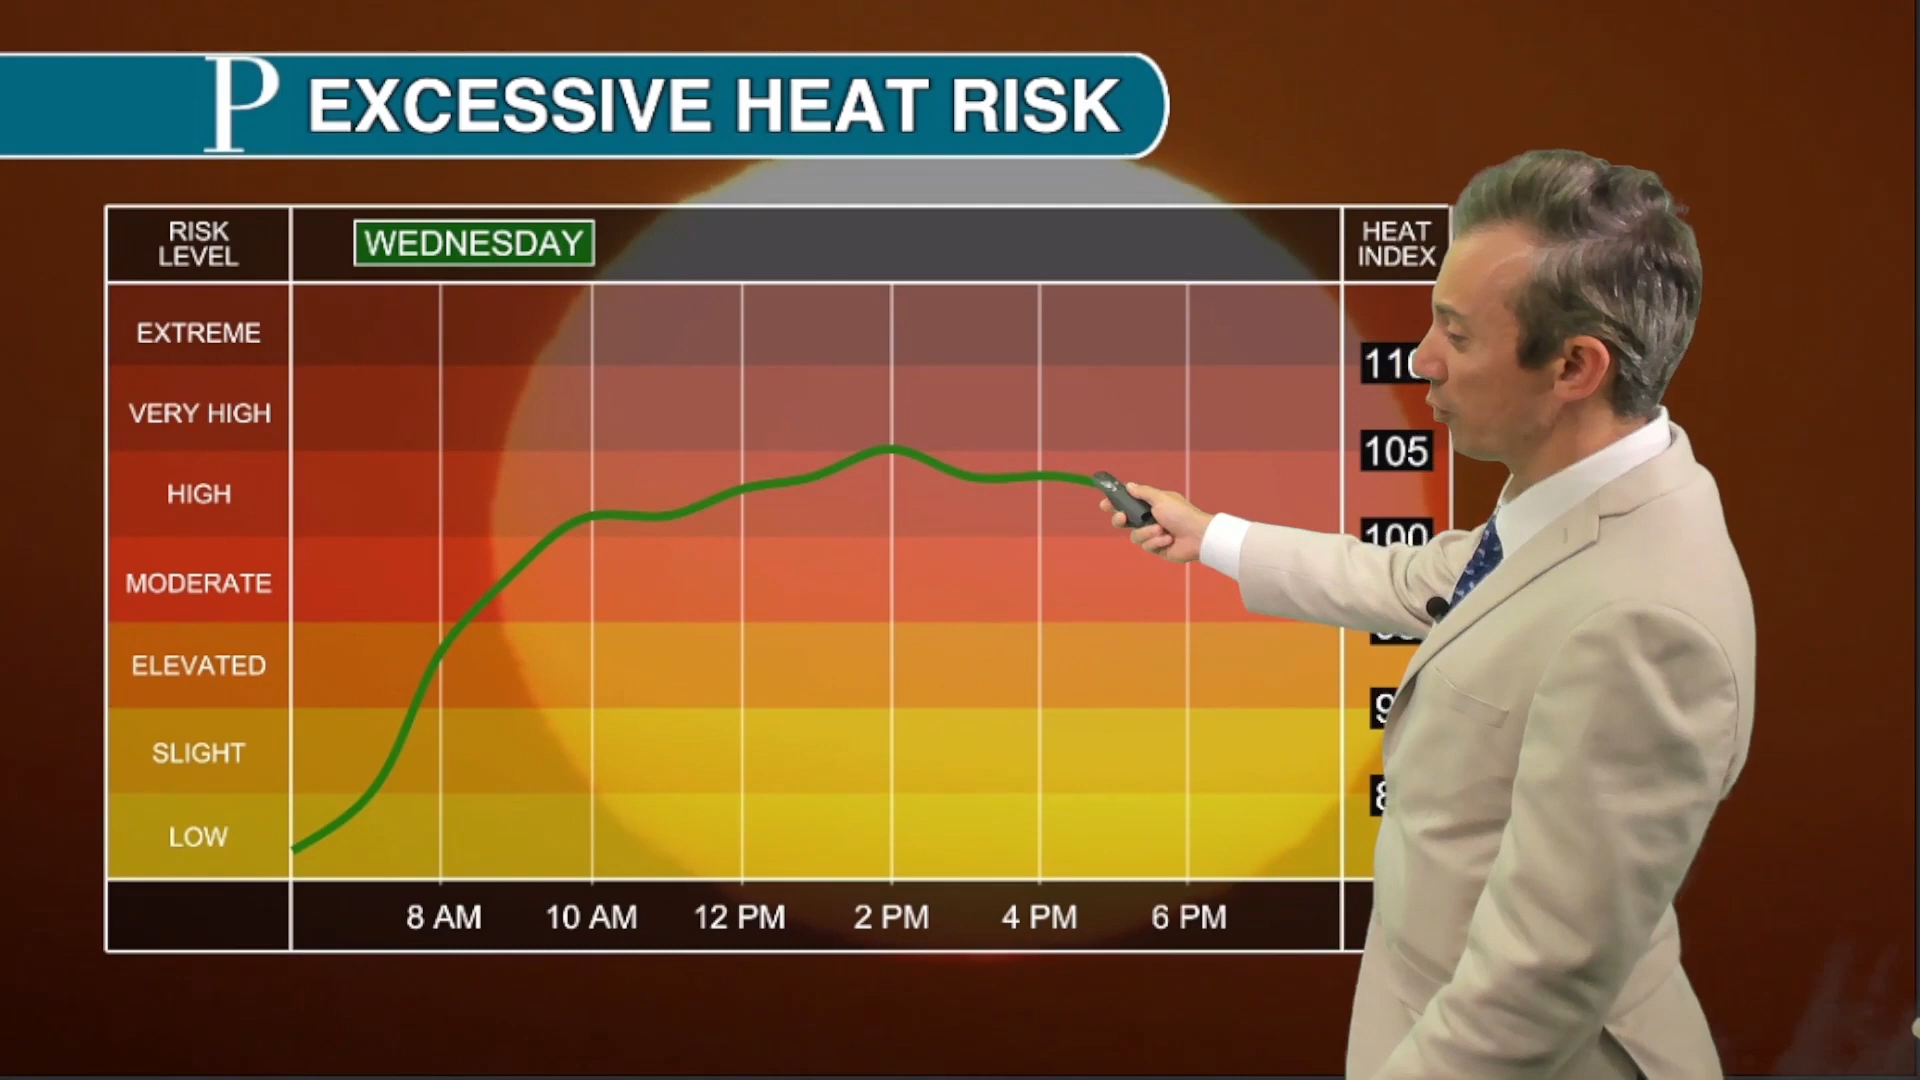 P EXCESSIVE HEAT RISK
RISK
LEVEL
WEDNESDAY
HEAT
INDEX
EXTREME
VERY HIGH
105
HIGH
100
MODERATE
ELEVATED
SLIGHT
LOW
8 AM 10 AM 12 PM 2 PM 4 PM 6 PM